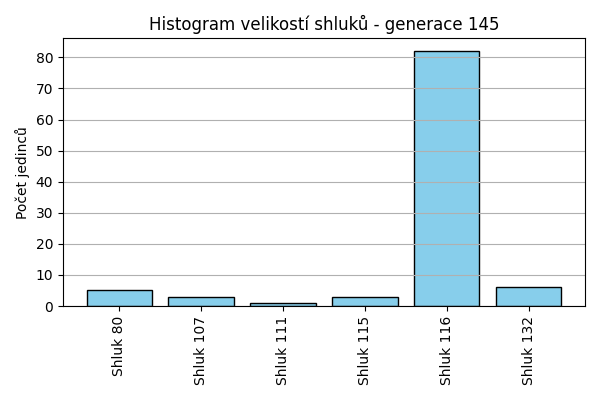 Histogram velikostí shluků - generace 145
Počet jedinců
80
70
60
50
40
30
20
10
0
Shluk 80
Shluk 107
Shluk 111
Shluk 115
Shluk 116
Shluk 132